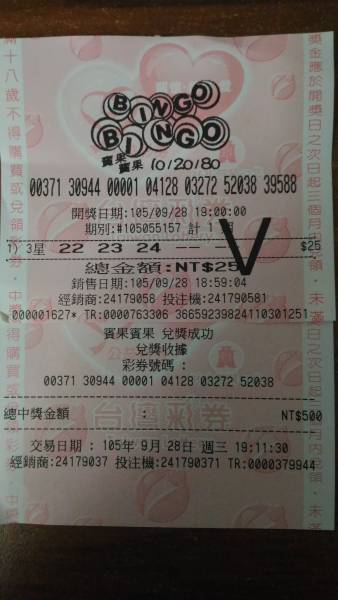 BINGO
BINGO
賓果
賓果 10/20/80
00371 30944 00001 04128 03272 52038 39588
開獎日期:105/09/28 19:00:00
期別:#105055157 計 1
1) 3星 22 23 24 - - - $25
總金額:NT$25
銷售日期:105/09/28 18:59:04
經銷商:24179058 投注機:241790581
000001627* TR:0000763306 366592398241103​01251
賓果賓果 兌獎成功
兌獎收據
彩券號碼:
00371 30944 00001 04128 03272 52038
總中獎金額 : NT$500
交易日期 : 105年 9月 28日 週三 19:11:30
經銷商:24179037 投注機:241790371 TR:0000379944
台灣彩券